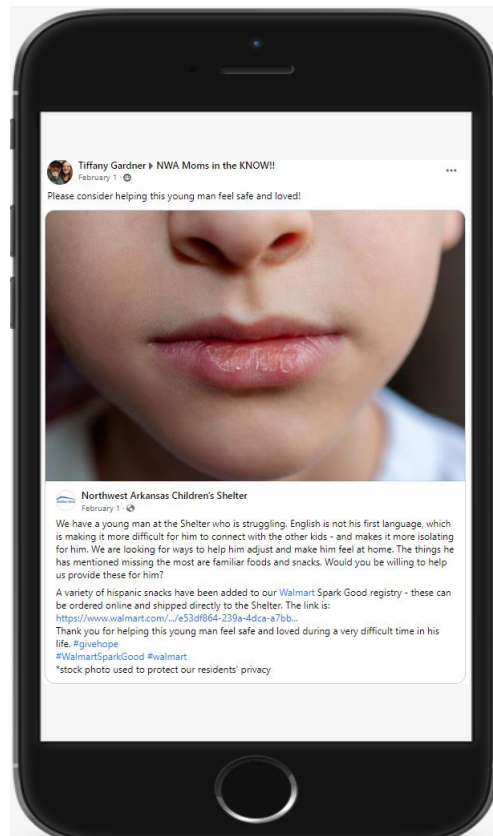 Tiffany Gardner ▸ NWA Moms in the KNOW!!
February 1 ·
Please consider helping this young man feel safe and loved!
Northwest Arkansas Children's Shelter
February 1 ·
We have a young man at the Shelter who is struggling. English is not his first language, which
is making it more difficult for him to connect with the other kids - and makes it more isolating
for him. We are looking for ways to help him adjust and make him feel at home. The things he
has mentioned missing the most are familiar foods and snacks. Would you be willing to help
us provide these for him?
A variety of hispanic snacks have been added to our Walmart Spark Good registry - these can
be ordered online and shipped directly to the Shelter. The link is:
https://www.walmart.com/.../e53df864-239a-4dca-a7bb...
Thank you for helping this young man feel safe and loved during a very difficult time in his
life. #givehope
#WalmartSparkGood #walmart
*stock photo used to protect our residents' privacy